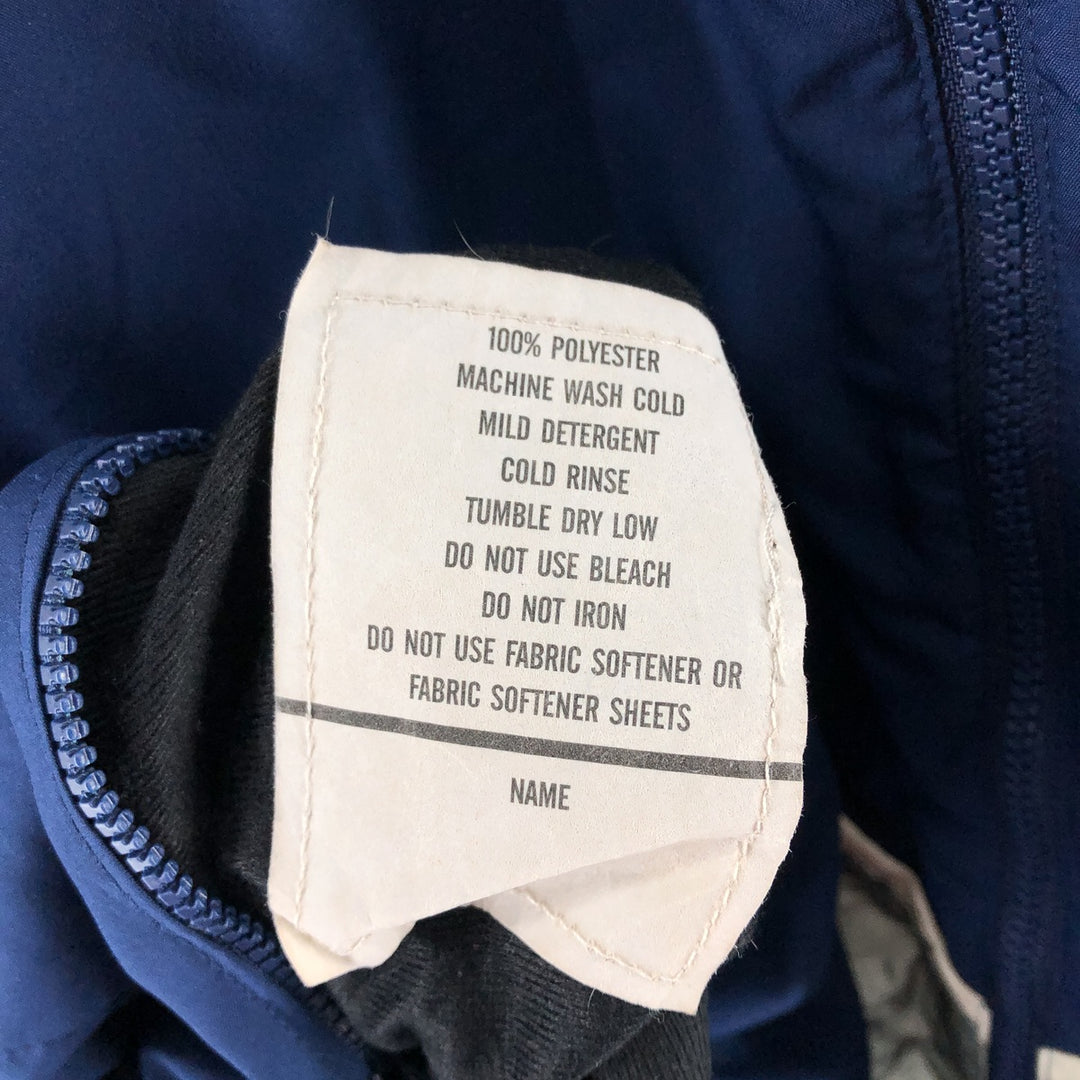 100% POLYESTER
MACHINE WASH COLD
MILD DETERGENT
COLD RINSE
TUMBLE DRY LOW
DO NOT USE BLEACH
DO NOT IRON
DO NOT USE FABRIC SOFTENER OR
FABRIC SOFTENER SHEETS
NAME